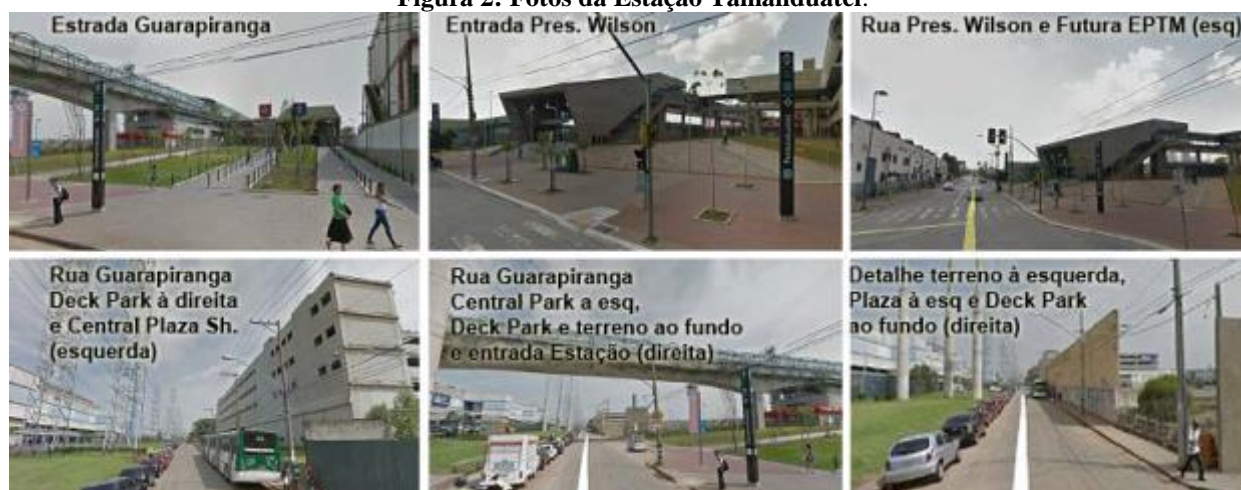 Figura 2: Fotos da Estação Tamanduateí.
Estrada Guarapiranga
Entrada Pres. Wilson
Rua Pres. Wilson e Futura EPTM (esq)
Rua Guarapiranga
Deck Park à direita
e Central Plaza Sh.
(esquerda)
Rua Guarapiranga
Central Park a esq,
Deck Park e terreno ao fundo
e entrada Estação (direita)
Detalhe terreno à esquerda,
Plaza à esq e Deck Park
ao fundo (direita)